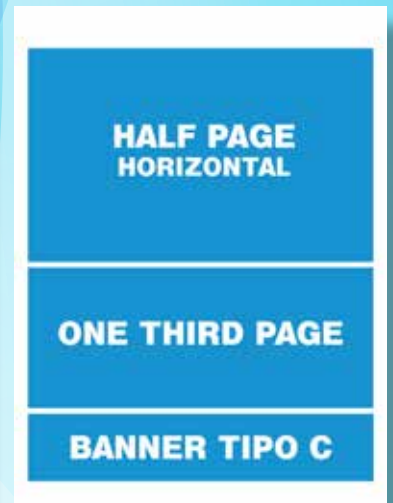 HALF PAGE
HORIZONTAL
ONE THIRD PAGE
BANNER TIPO C